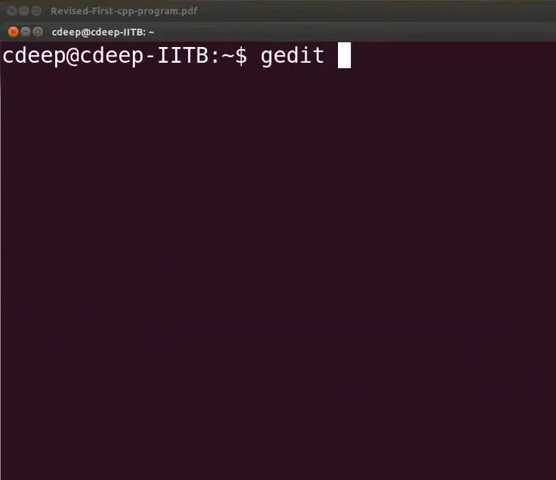 Revised-First-cpp-program.pdf
cdeep@cdeep-IITB: ~
cdeep@cdeep-IITB:~$ gedit